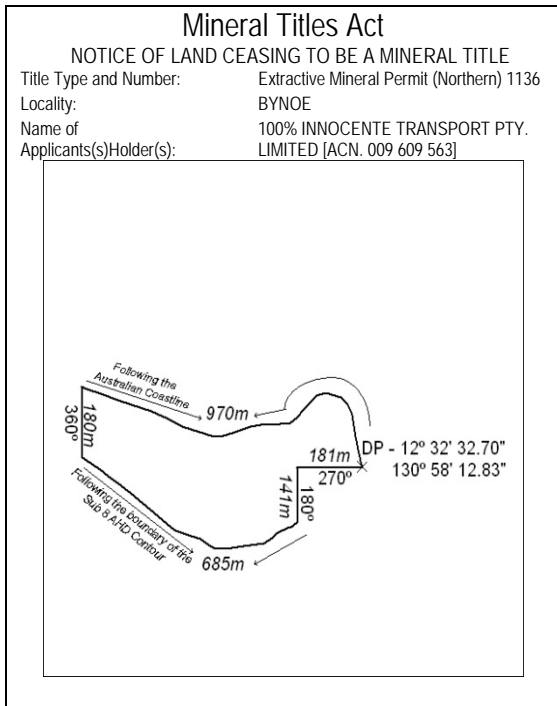 Mineral Titles Act
NOTICE OF LAND CEASING TO BE A MINERAL TITLE
Title Type and Number: Extractive Mineral Permit (Northern) 1136
Locality: BYNOE
Name of Applicants(s)Holder(s): 100% INNOCENTE TRANSPORT PTY.
LIMITED [ACN. 009 609 563]
Following the
Australian Coastline
970m
180m
360º
181m
270º
DP - 12º 32' 32.70"
130º 58' 12.83"
141m
180º
Following the boundary of the
Sub 8 AHD Contour
685m